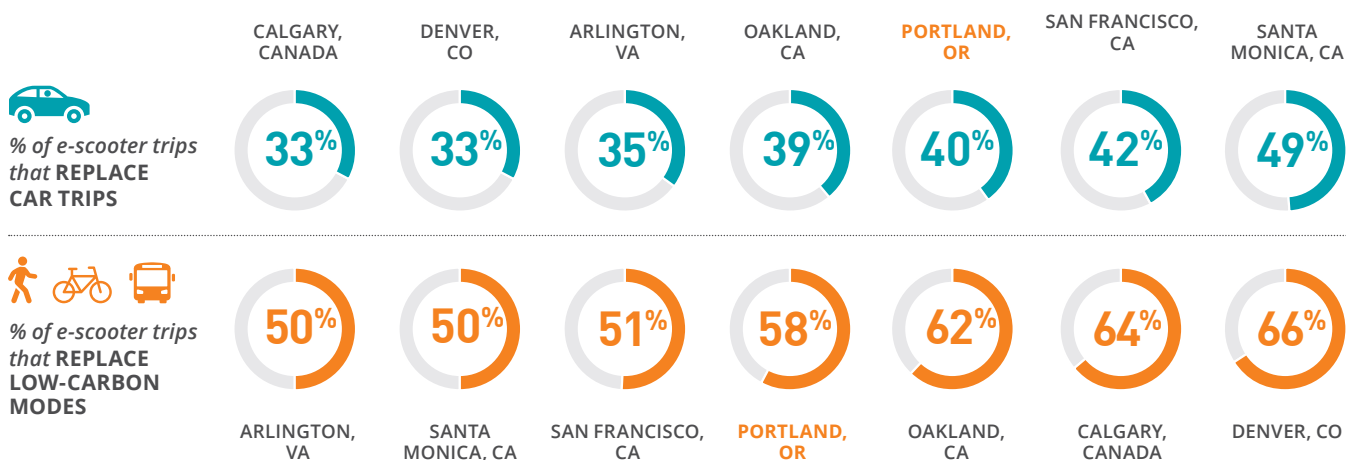 CALGARY,
CANADA
DENVER,
CO
ARLINGTON,
VA
OAKLAND,
CA
PORTLAND,
OR
SAN FRANCISCO,
CA
SANTA
MONICA, CA
% of e-scooter trips
that REPLACE
CAR TRIPS
33%
33%
35%
39%
40%
42%
49%
% of e-scooter trips
that REPLACE
LOW-CARBON
MODES
50%
50%
51%
58%
62%
64%
66%
ARLINGTON,
VA
SANTA
MONICA, CA
SAN FRANCISCO,
CA
PORTLAND,
OR
OAKLAND,
CA
CALGARY,
CANADA
DENVER, CO